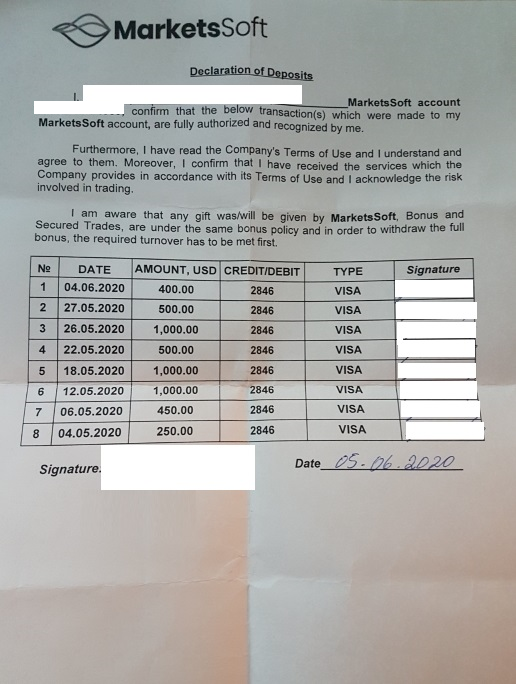 MarketsSoft
Declaration of Deposits
I, MarketsSoft account
, confirm that the below transaction(s) which were made to my
MarketsSoft account, are fully authorized and recognized by me.
Furthermore, I have read the Company's Terms of Use and I understand and
agree to them. Moreover, I confirm that I have received the services which the
Company provides in accordance with its Terms of Use and I acknowledge the risk
involved in trading.
I am aware that any gift was/will be given by MarketsSoft, Bonus and
Secured Trades, are under the same bonus policy and in order to withdraw the full
bonus, the required turnover has to be met first.
№ DATE AMOUNT, USD CREDIT/DEBIT TYPE Signature
1 04.06.2020 400.00 2846 VISA
2 27.05.2020 500.00 2846 VISA
3 26.05.2020 1,000.00 2846 VISA
4 22.05.2020 500.00 2846 VISA
5 18.05.2020 1,000.00 2846 VISA
6 12.05.2020 1,000.00 2846 VISA
7 06.05.2020 450.00 2846 VISA
8 04.05.2020 250.00 2846 VISA
Signature. Date 05-06-2020